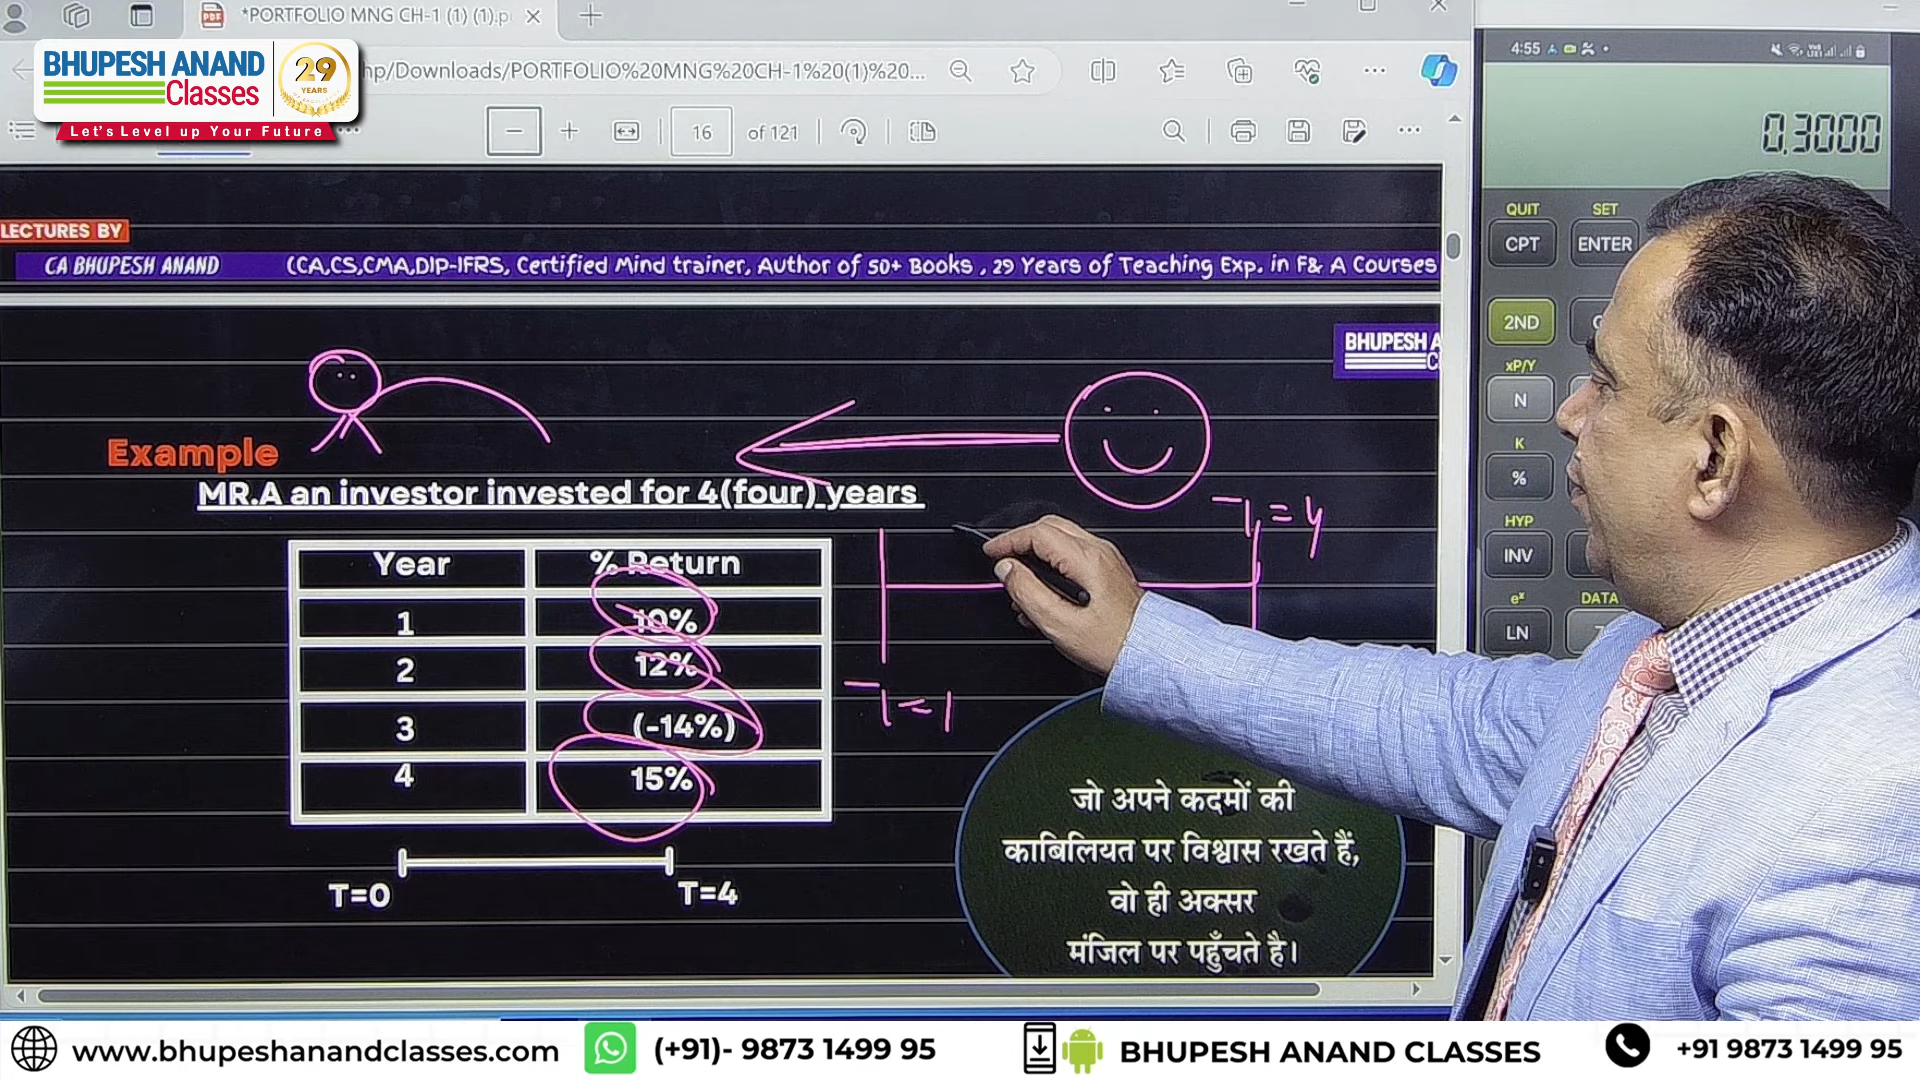 *PORTFOLIO MNG CH-1 (1) (1).p
BHUPESH ANAND
Classes
29
YEARS
Let's Level up Your Future
hp/Downloads/PORTFOLIO%20MNG%20CH-1%20(1)%20...
16 of 121
LECTURES BY
CA BHUPESH ANAND (CA,CS,CMA,DIP-IFRS, Certified Mind trainer, Author of 50+ Books , 29 Years of Teaching Exp. in F& A Courses
BHUPESH A
C
Example
MR.A an investor invested for 4(four) years
Year % Return
1 10%
2 12%
3 (-14%)
4 15%
T=0 T=4
T=4
T=1
जो अपने कदमों की
काबिलियत पर विश्वास रखते हैं,
वो ही अक्सर
मंजिल पर पहुँचते है।
4:55
0.3000
QUIT SET
CPT ENTER
2ND
xP/Y
N
K
%
HYP
INV
eˣ DATA
LN 7
www.bhupeshanandclasses.com
(+91)- 9873 1499 95
BHUPESH ANAND CLASSES
+91 9873 1499 95